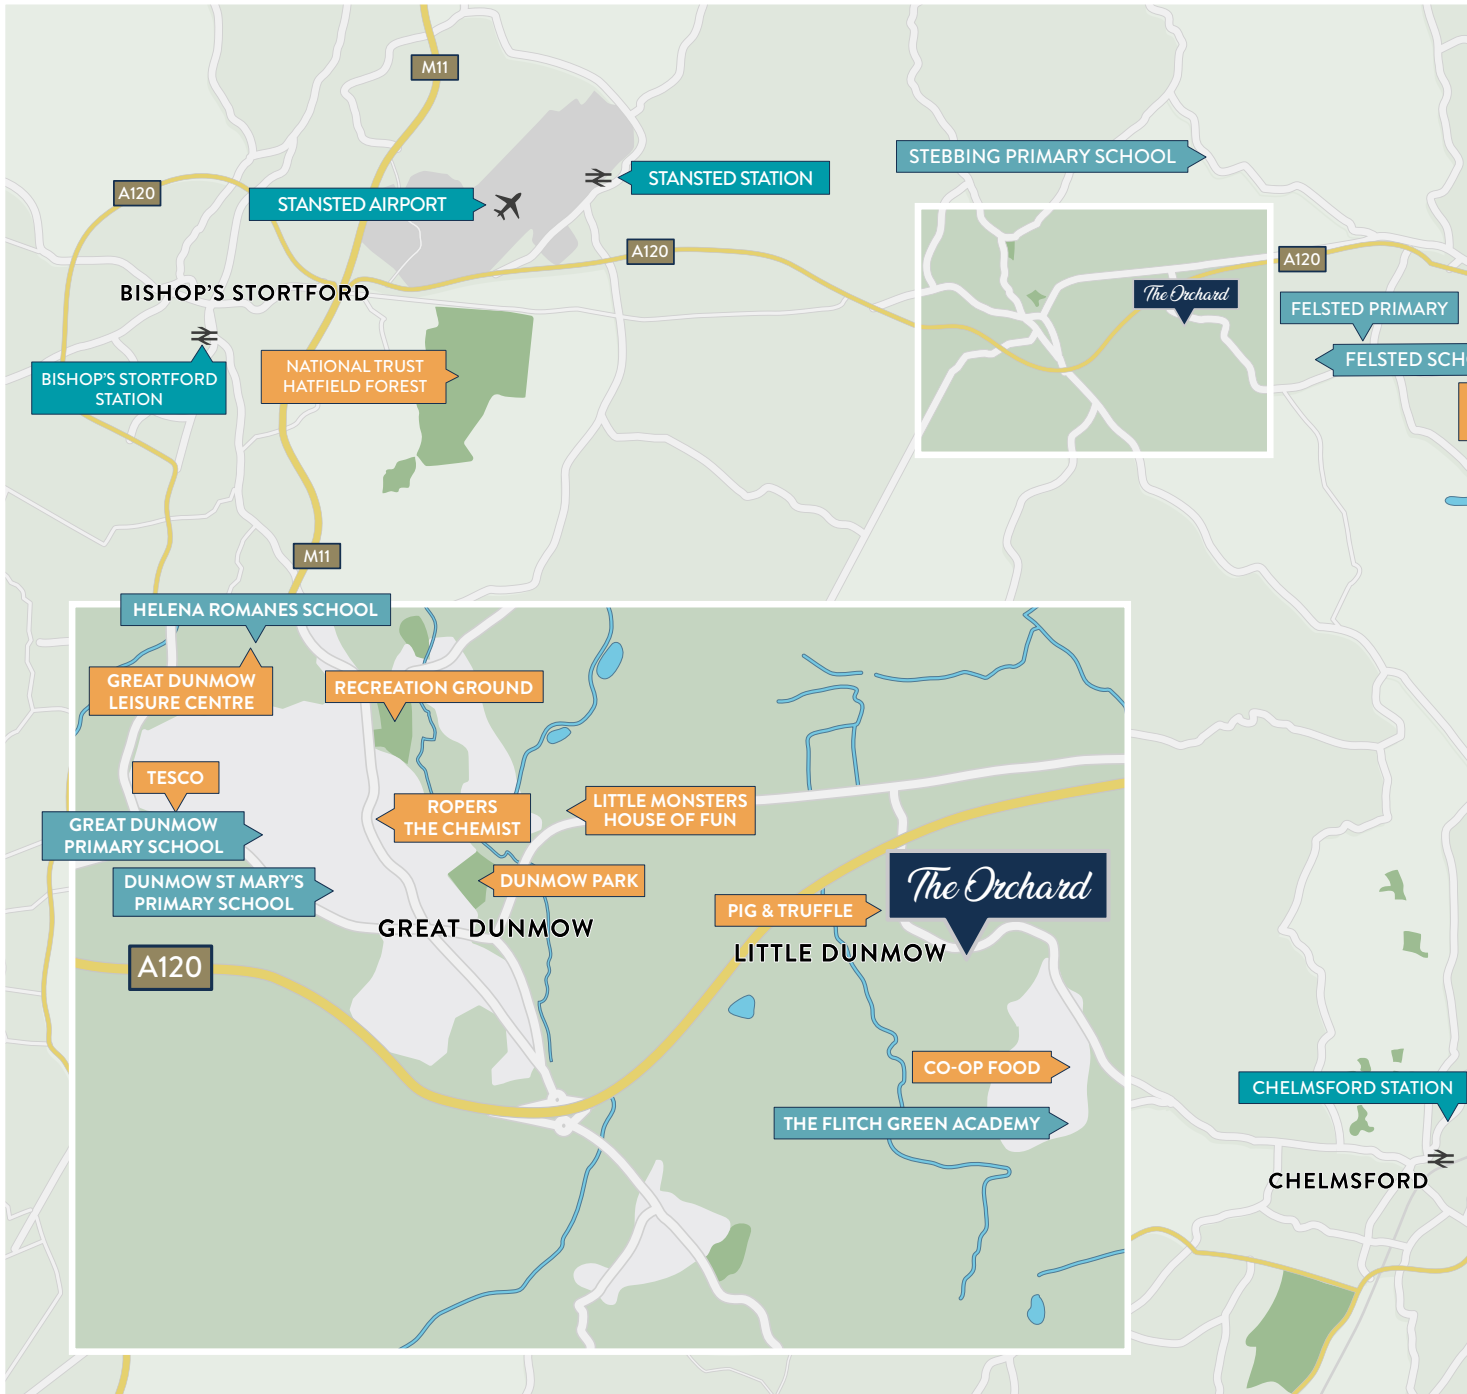 M11
STEBBING PRIMARY SCHOOL
STANSTED STATION
A120
STANSTED AIRPORT
A120
A120
BISHOP'S STORTFORD
The Orchard
FELSTED PRIMARY
FELSTED SCH
NATIONAL TRUST
HATFIELD FOREST
BISHOP'S STORTFORD
STATION
M11
HELENA ROMANES SCHOOL
GREAT DUNMOW
LEISURE CENTRE
RECREATION GROUND
TESCO
LITTLE MONSTERS
HOUSE OF FUN
ROPERS
THE CHEMIST
GREAT DUNMOW
PRIMARY SCHOOL
DUNMOW ST MARY'S
PRIMARY SCHOOL
DUNMOW PARK
The Orchard
PIG & TRUFFLE
GREAT DUNMOW
LITTLE DUNMOW
A120
CO-OP FOOD
CHELMSFORD STATION
THE FLITCH GREEN ACADEMY
CHELMSFORD